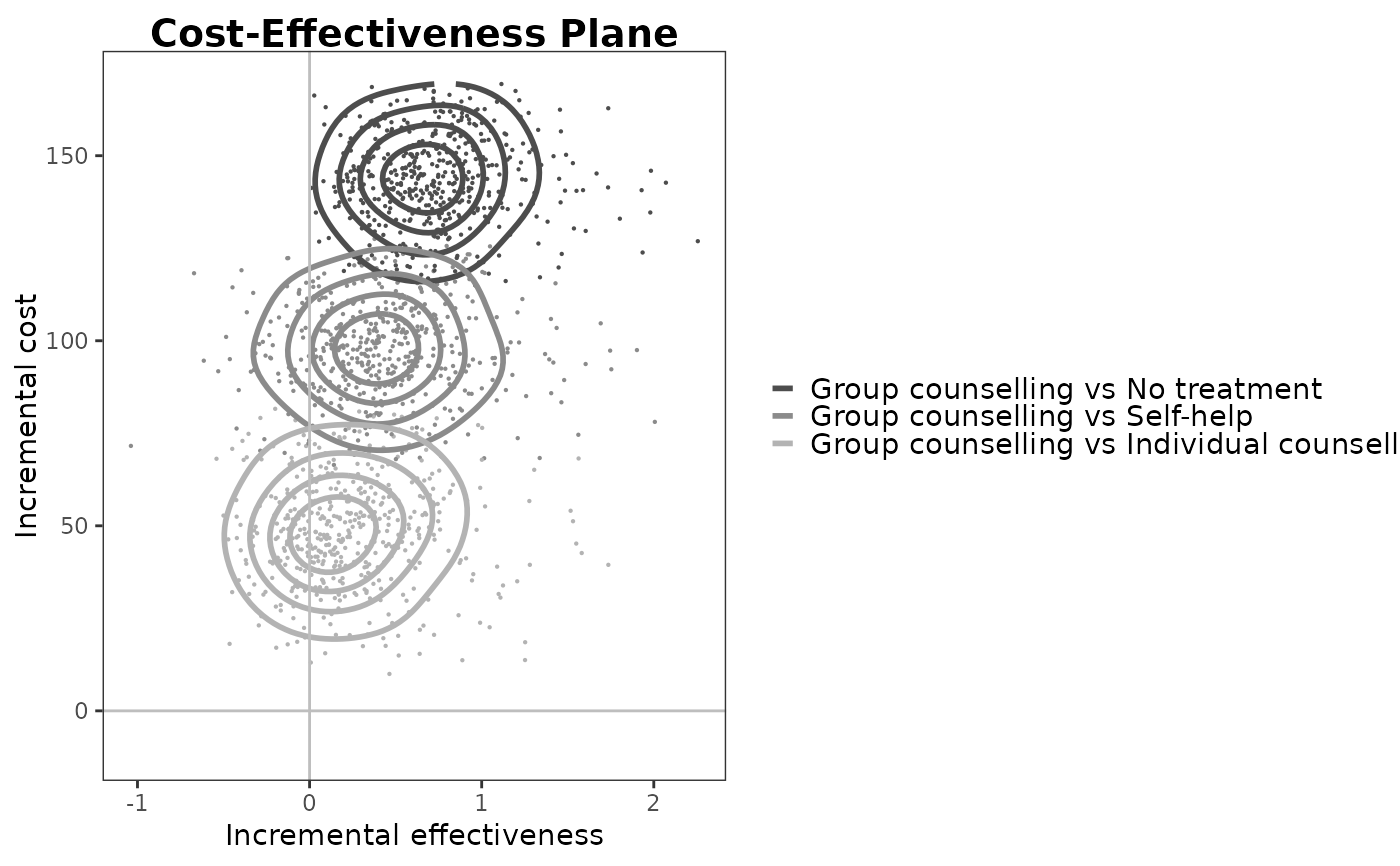 Cost-Effectiveness Plane
Incremental cost
150
100
50
0
-1 0 1 2
Incremental effectiveness
Group counselling vs No treatment
Group counselling vs Self-help
Group counselling vs Individual counsell